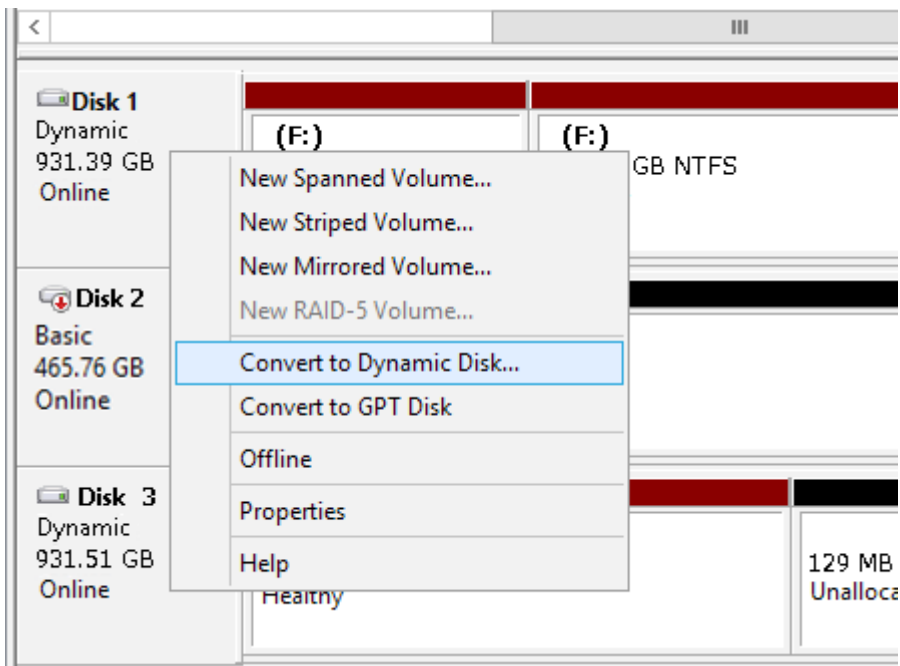 Disk 1
Dynamic
931.39 GB
Online
(F:)
(F:)
GB NTFS
New Spanned Volume...
New Striped Volume...
New Mirrored Volume...
New RAID-5 Volume...
Convert to Dynamic Disk...
Convert to GPT Disk
Offline
Properties
Help
Disk 2
Basic
465.76 GB
Online
Disk 3
Dynamic
931.51 GB
Online
Healthy
129 MB
Unalloca